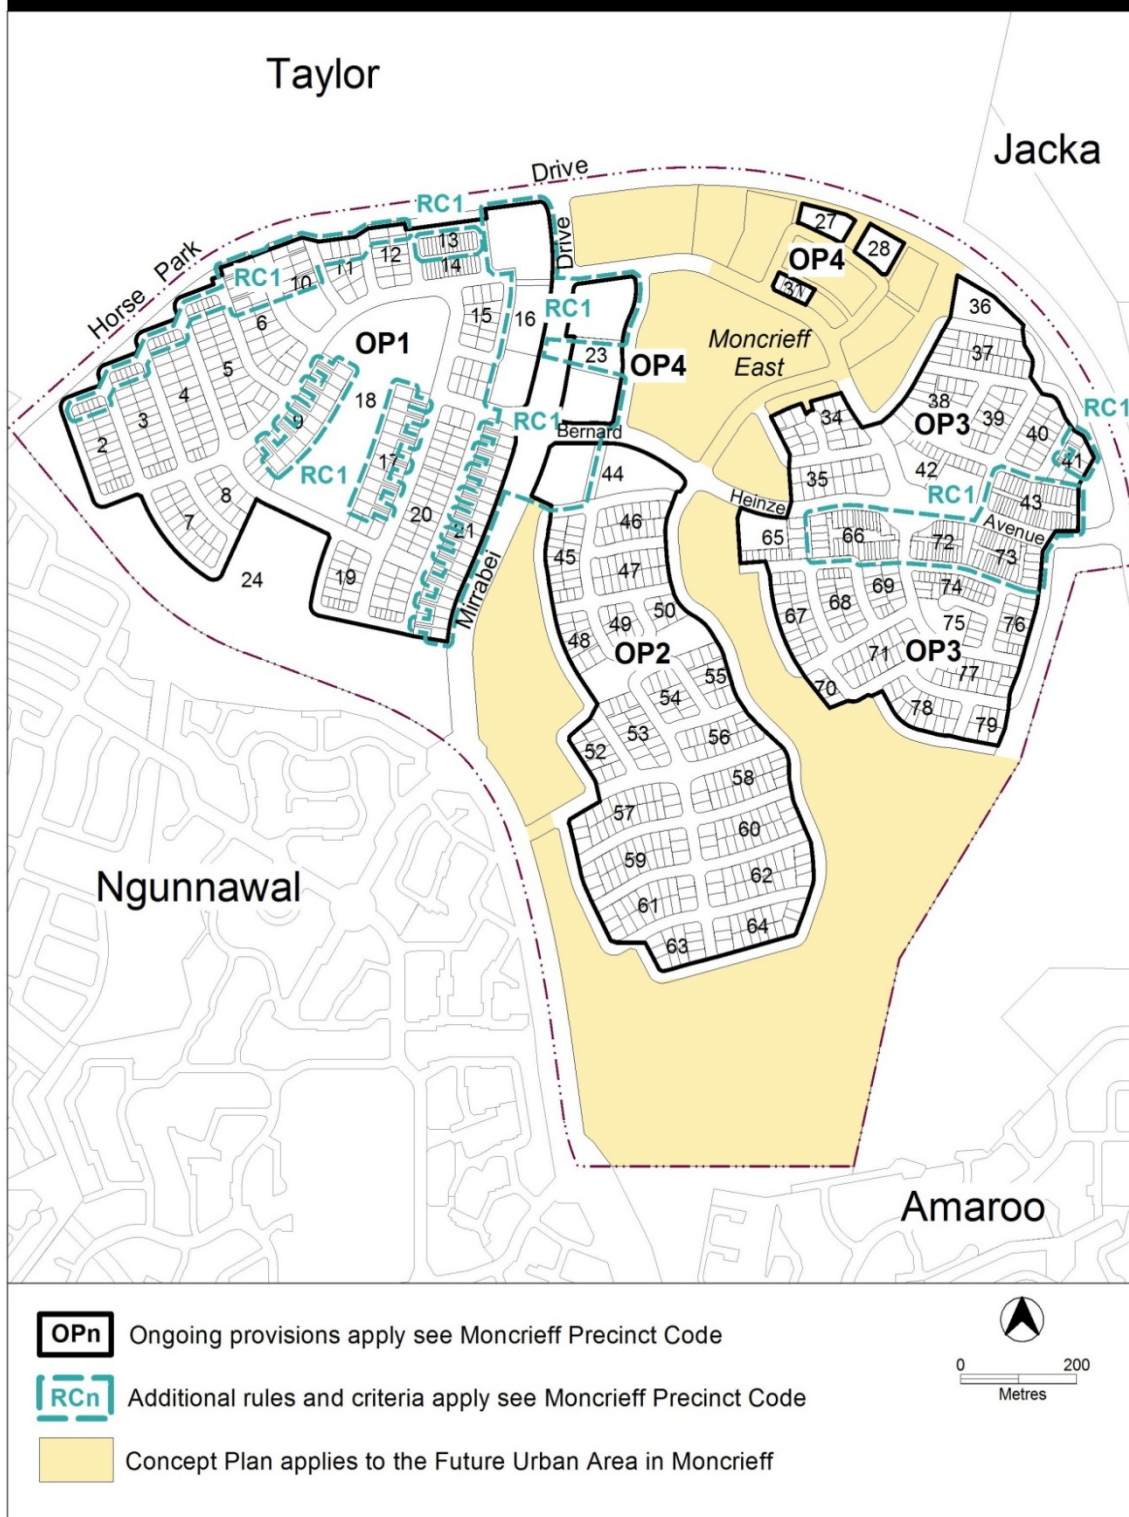 Taylor
Jacka
Drive
RC1
Drive
Horse Park
RC1
13
14
12
11
10
27
28
OP4
31
36
RC1
16
15
6
5
4
3
2
OP1
23
OP4
Moncrieff
East
37
38
39
40
OP3
RC1
41
18
9
17
RC1
RC1
Bernard
34
35
42
RC1
43
44
Heinze
Avenue
8
7
20
21
19
24
Mirrabei
46
45
47
65
66
72
73
50
49
48
OP2
67
68
69
74
75
76
71
OP3
70
77
78
79
55
54
53
52
56
58
57
60
59
62
61
64
63
Ngunnawal
Amaroo
OPn Ongoing provisions apply see Moncrieff Precinct Code
RCn Additional rules and criteria apply see Moncrieff Precinct Code
Concept Plan applies to the Future Urban Area in Moncrieff
0 200
Metres